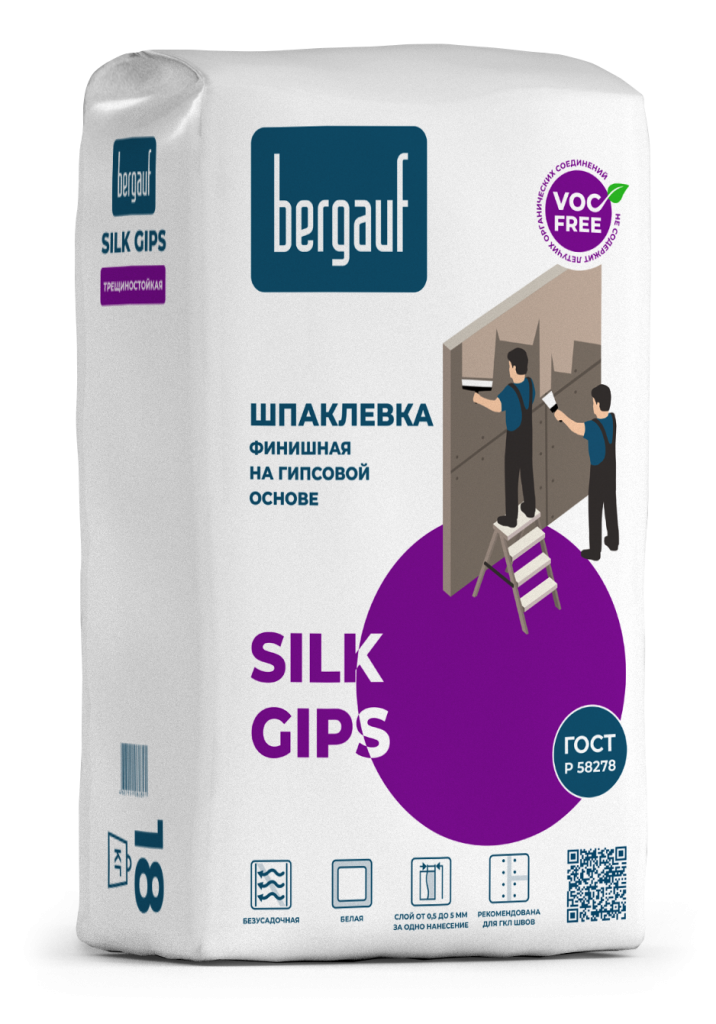 bergauf
SILK GIPS
ТРЕЩИНОСТОЙКАЯ
18
КГ
bergauf
НЕ СОДЕРЖИТ ЛЕТУЧИХ ОРГАНИЧЕСКИХ СОЕДИНЕНИЙ
VOC
FREE
ШПАКЛЕВКА
ФИНИШНАЯ
НА ГИПСОВОЙ
ОСНОВЕ
SILK
GIPS
ГОСТ
Р 58278
БЕЗУСАДОЧНАЯ
БЕЛАЯ
СЛОЙ ОТ 0,5 ДО 5 ММ
ЗА ОДНО НАНЕСЕНИЕ
РЕКОМЕНДОВАНА
ДЛЯ ГКЛ ШВОВ